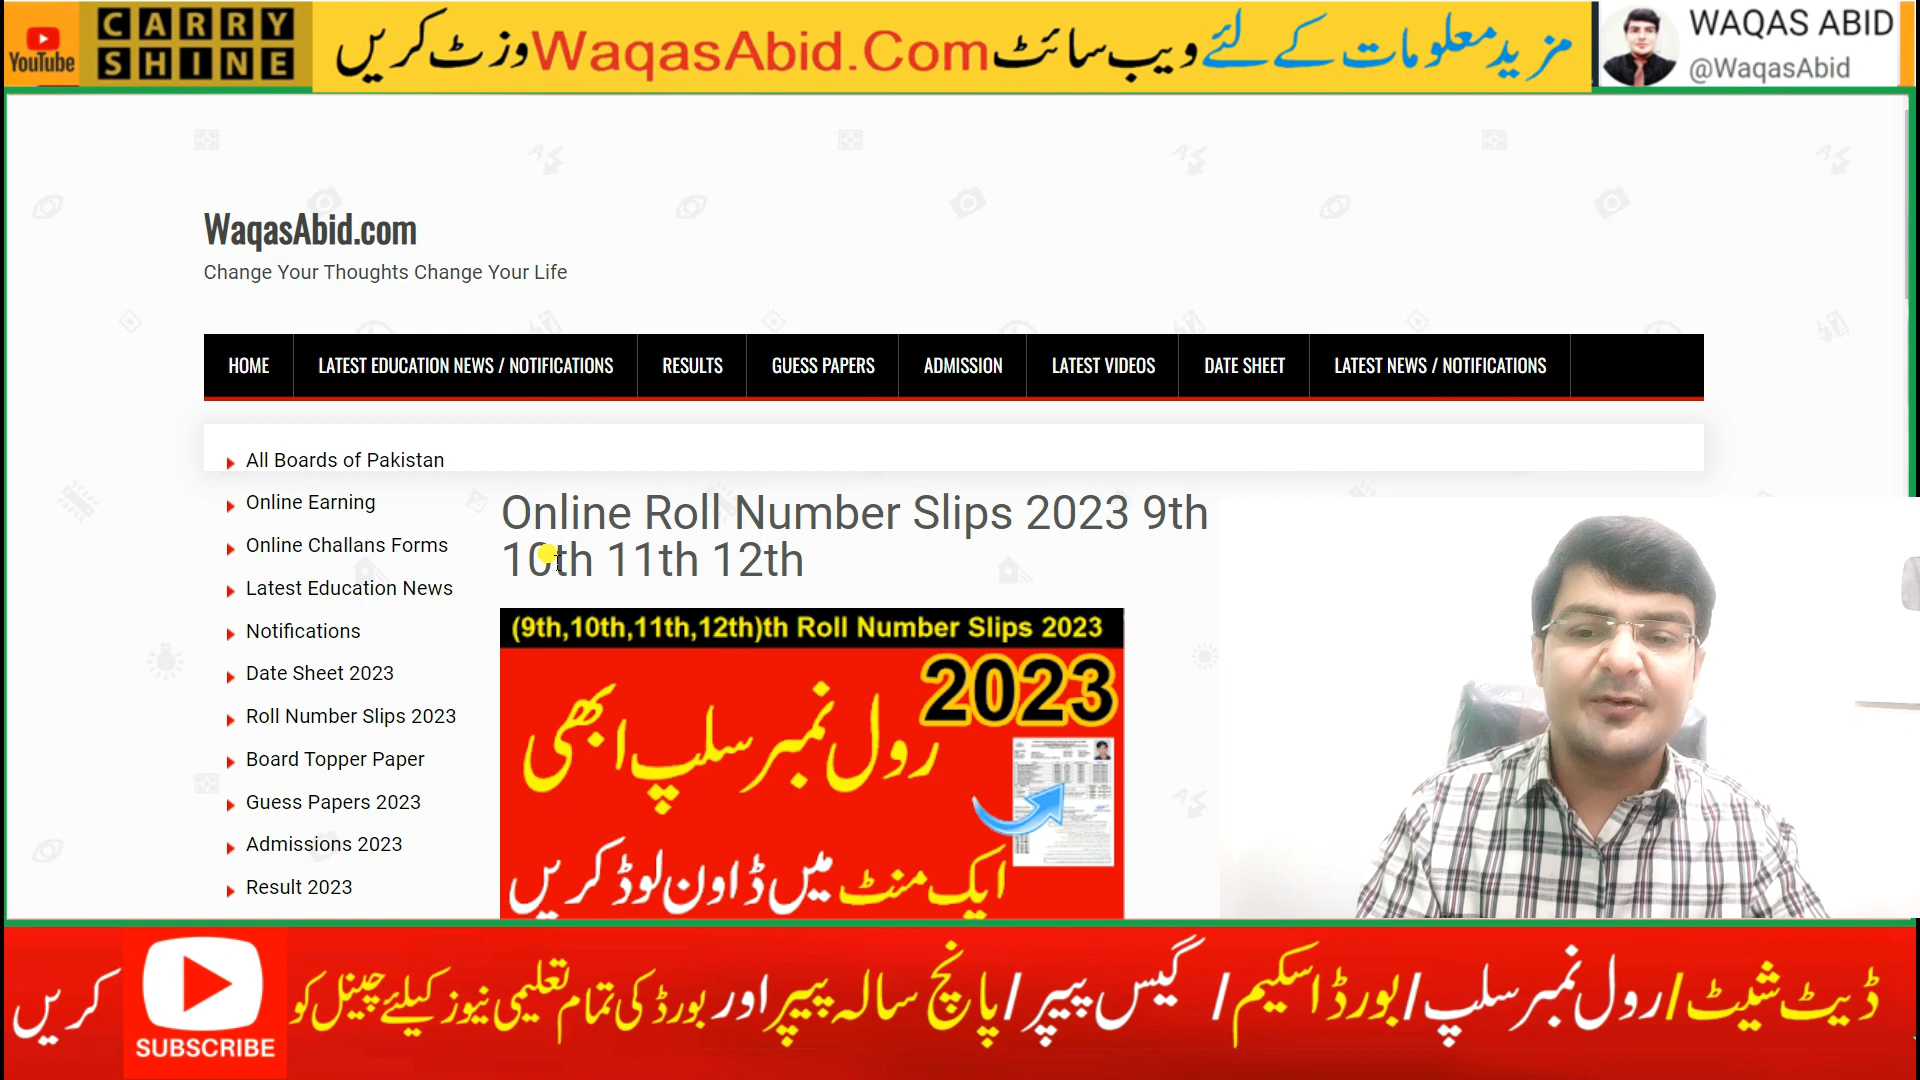 YouTube
CARRY
SHINE
مزید معلومات کے لئے ویب سائٹ WaqasAbid.Com وزٹ کریں
WAQAS ABID
@WaqasAbid
WaqasAbid.com
Change Your Thoughts Change Your Life
HOME
LATEST EDUCATION NEWS / NOTIFICATIONS
RESULTS
GUESS PAPERS
ADMISSION
LATEST VIDEOS
DATE SHEET
LATEST NEWS / NOTIFICATIONS
All Boards of Pakistan
Online Earning
Online Challans Forms
Latest Education News
Notifications
Date Sheet 2023
Roll Number Slips 2023
Board Topper Paper
Guess Papers 2023
Admissions 2023
Result 2023
Online Roll Number Slips 2023 9th
10th 11th 12th
(9th,10th,11th,12th)th Roll Number Slips 2023
2023
رول نمبر سلپ ابھی
ایک منٹ میں ڈاون لوڈ کریں
ڈیٹ شیٹ/رول نمبر سلپ/بورڈ اسکیم/ گیس پیپر/پانچ سالہ پیپر اور بورڈ کی تمام تعلیمی نیوز کیلئے چینل کو
SUBSCRIBE
کریں